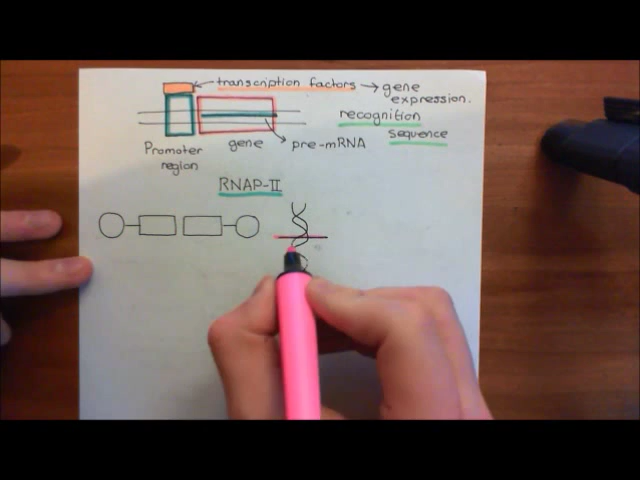 transcription factors → gene
expression.
recognition
sequence
Promoter
region
gene
pre-mRNA
RNAP-II